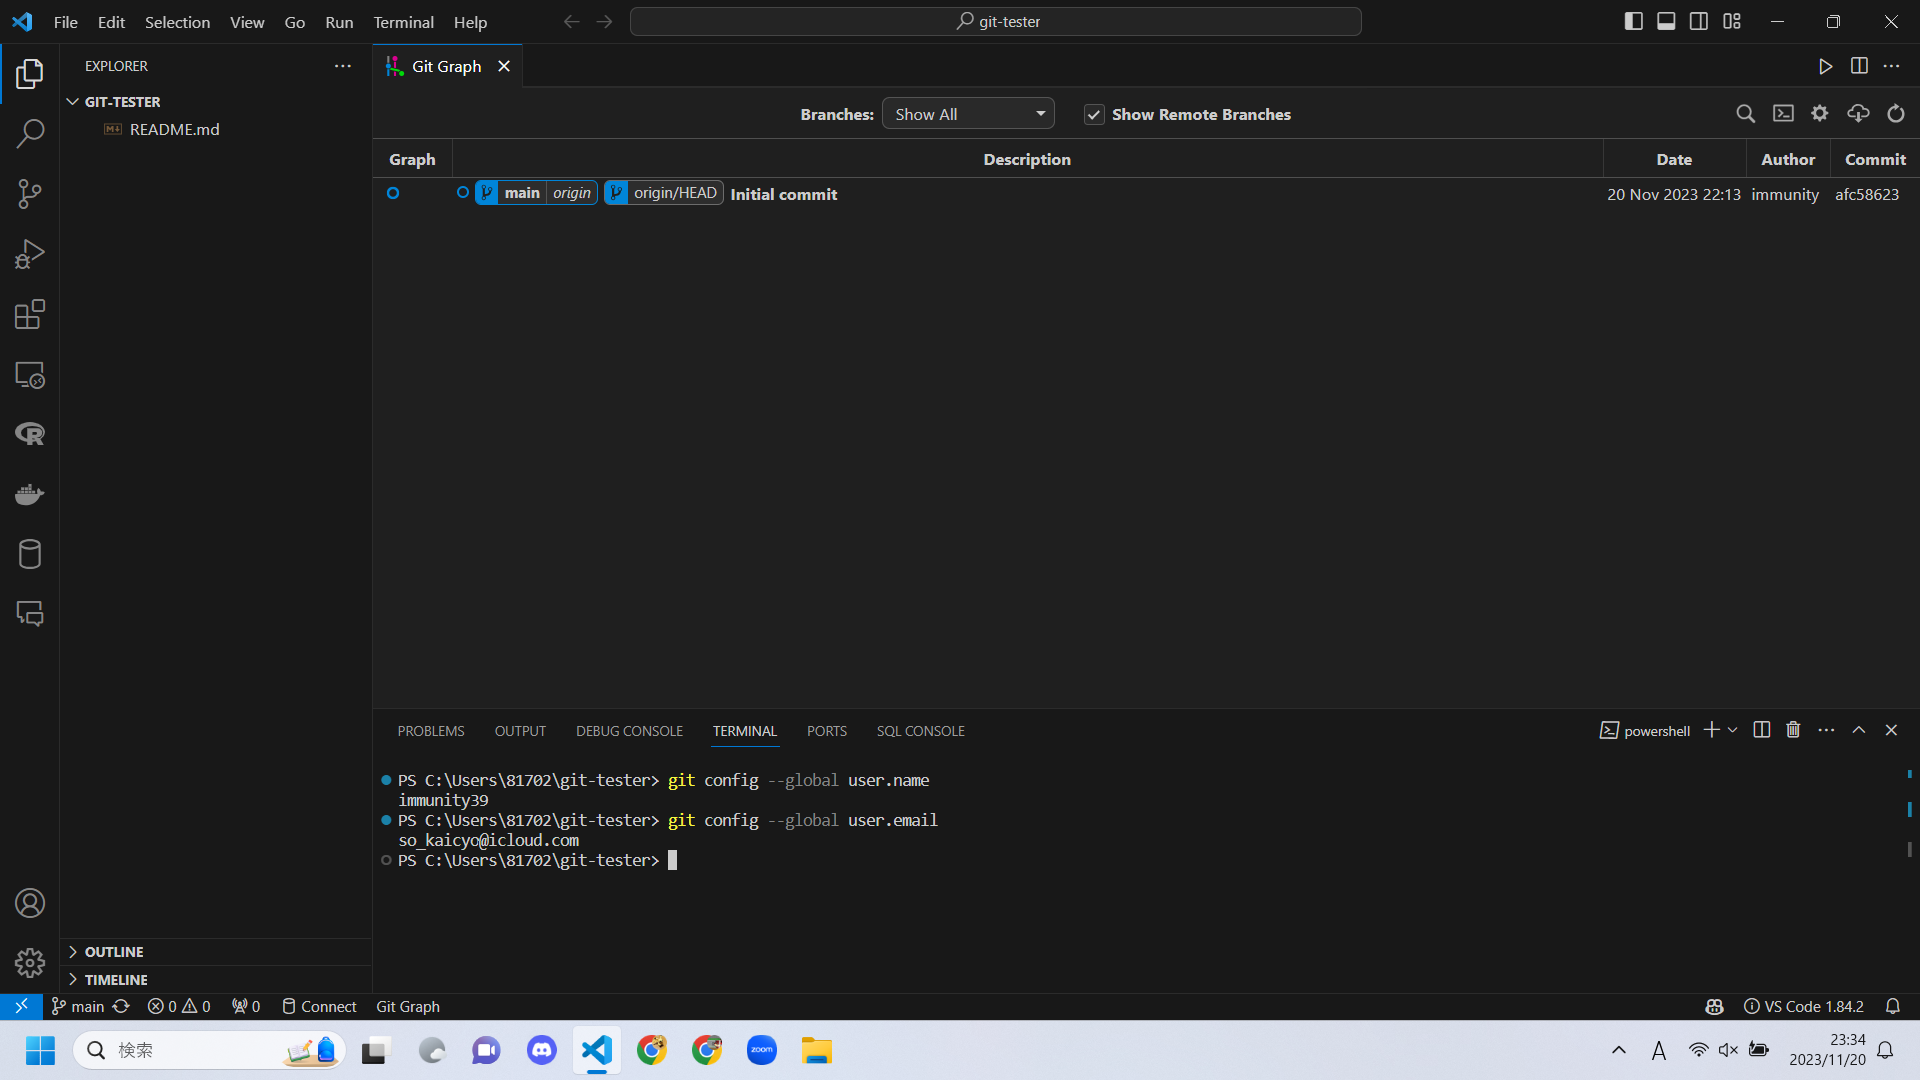 File Edit Selection View Go Run Terminal Help
git-tester
EXPLORER
GIT-TESTER
README.md
Git Graph
Branches: Show All Show Remote Branches
Graph Description Date Author Commit
main origin origin/HEAD Initial commit 20 Nov 2023 22:13 immunity afc58623
PROBLEMS OUTPUT DEBUG CONSOLE TERMINAL PORTS SQL CONSOLE
powershell
PS C:\Users\81702\git-tester> git config --global user.name
immunity39
PS C:\Users\81702\git-tester> git config --global user.email
so_kaicyo@icloud.com
PS C:\Users\81702\git-tester>
OUTLINE
TIMELINE
main 0 0 0 Connect Git Graph
VS Code 1.84.2
検索
zoom
A
23:34
2023/11/20